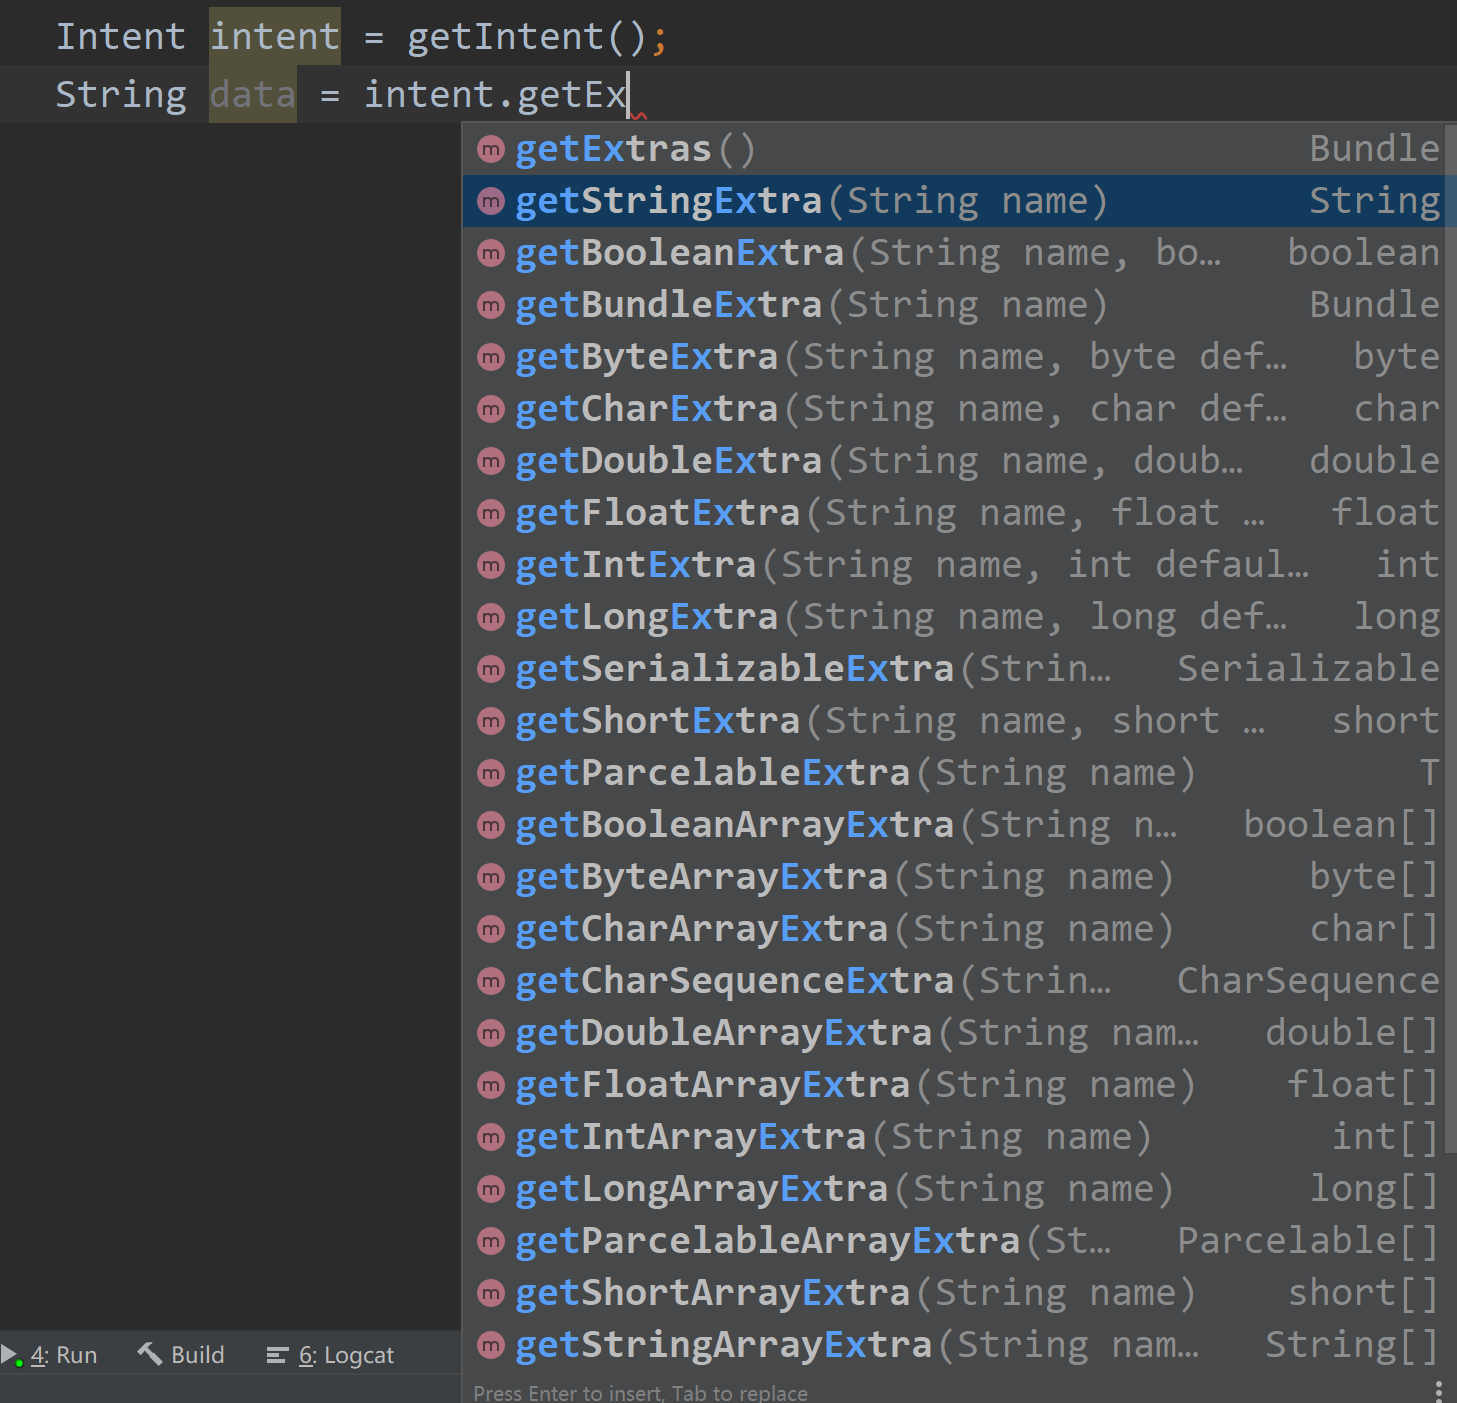 Intent intent = getIntent();
String data = intent.getEx
m getExtras() Bundle
m getStringExtra(String name) String
m getBooleanExtra(String name, bo… boolean
m getBundleExtra(String name) Bundle
m getByteExtra(String name, byte def… byte
m getCharExtra(String name, char def… char
m getDoubleExtra(String name, doub… double
m getFloatExtra(String name, float … float
m getIntExtra(String name, int defaul… int
m getLongExtra(String name, long def… long
m getSerializableExtra(Strin… Serializable
m getShortExtra(String name, short … short
m getParcelableExtra(String name) T
m getBooleanArrayExtra(String n… boolean[]
m getByteArrayExtra(String name) byte[]
m getCharArrayExtra(String name) char[]
m getCharSequenceExtra(Strin… CharSequence
m getDoubleArrayExtra(String nam… double[]
m getFloatArrayExtra(String name) float[]
m getIntArrayExtra(String name) int[]
m getLongArrayExtra(String name) long[]
m getParcelableArrayExtra(St… Parcelable[]
m getShortArrayExtra(String name) short[]
m getStringArrayExtra(String nam… String[]
4: Run Build 6: Logcat
Press Enter to insert, Tab to replace